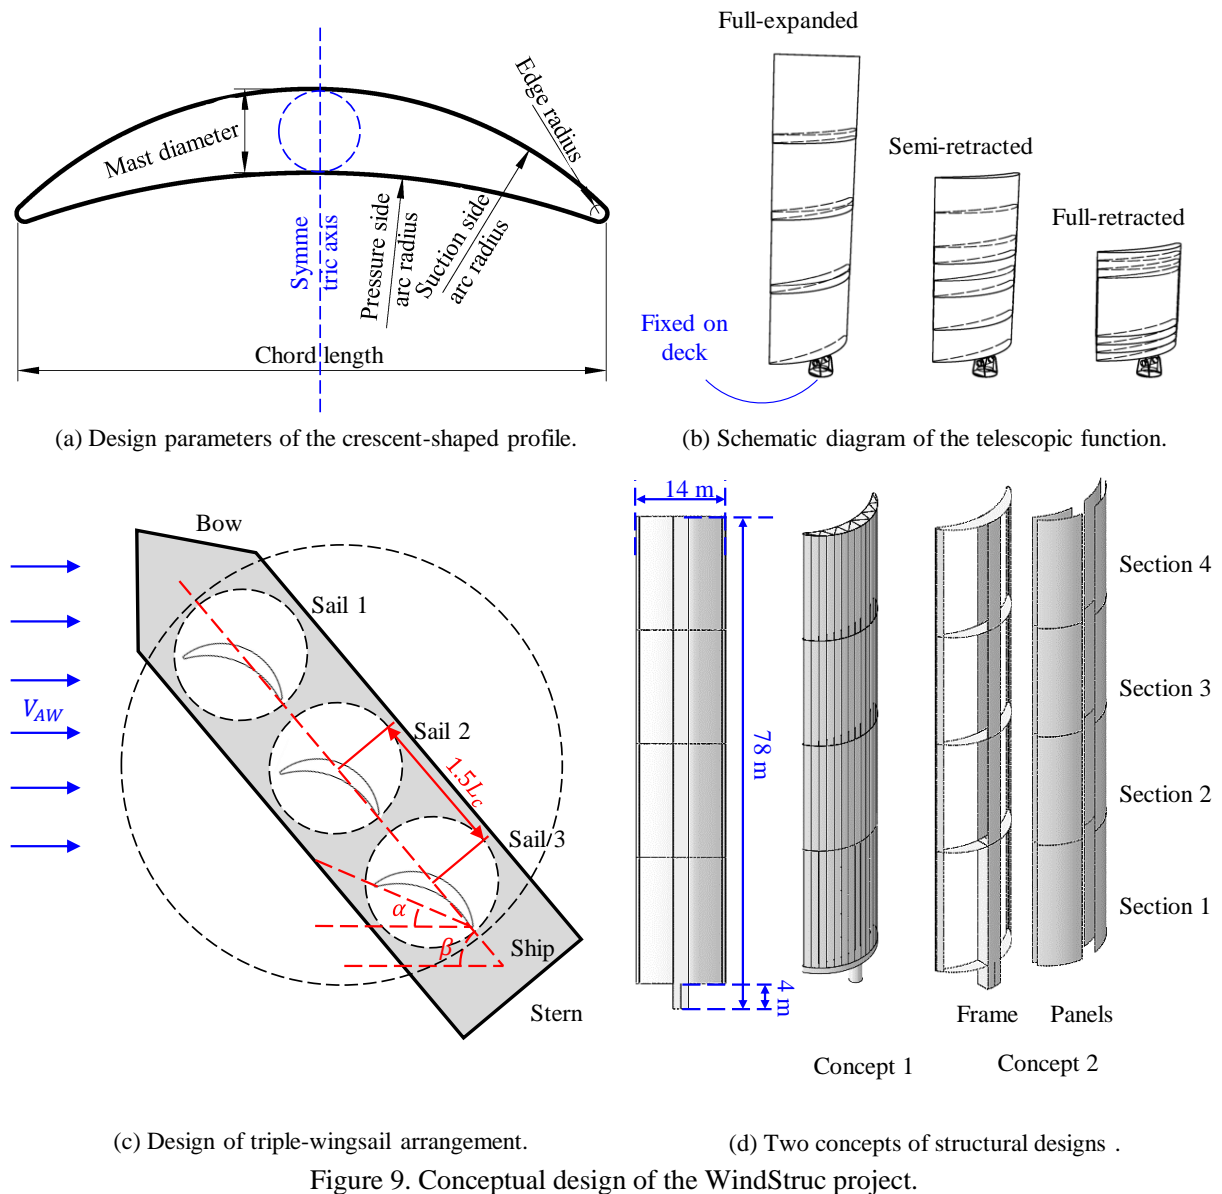 Mast diameter
Edge radius
Symme
tric axis
Pressure side
arc radius
Suction side
arc radius
Chord length
(a) Design parameters of the crescent-shaped profile.
Full-expanded
Semi-retracted
Full-retracted
Fixed on
deck
(b) Schematic diagram of the telescopic function.
Bow
Sail 1
V_AW
Sail 2
1.5L_c
Sail 3
α
β
Ship
Stern
(c) Design of triple-wingsail arrangement.
14 m
78 m
4 m
Section 4
Section 3
Section 2
Section 1
Frame
Panels
Concept 1
Concept 2
(d) Two concepts of structural designs .
Figure 9. Conceptual design of the WindStruc project.